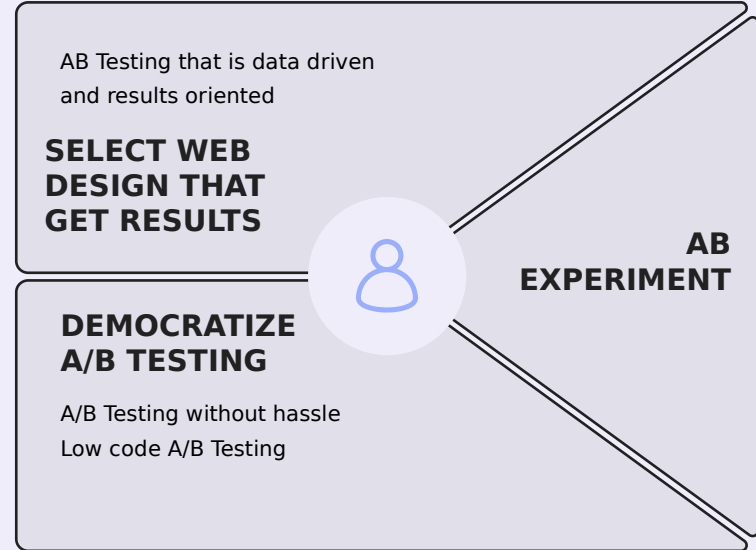 AB Testing that is data driven
and results oriented
SELECT WEB
DESIGN THAT
GET RESULTS
AB
EXPERIMENT
DEMOCRATIZE
A/B TESTING
A/B Testing without hassle
Low code A/B Testing